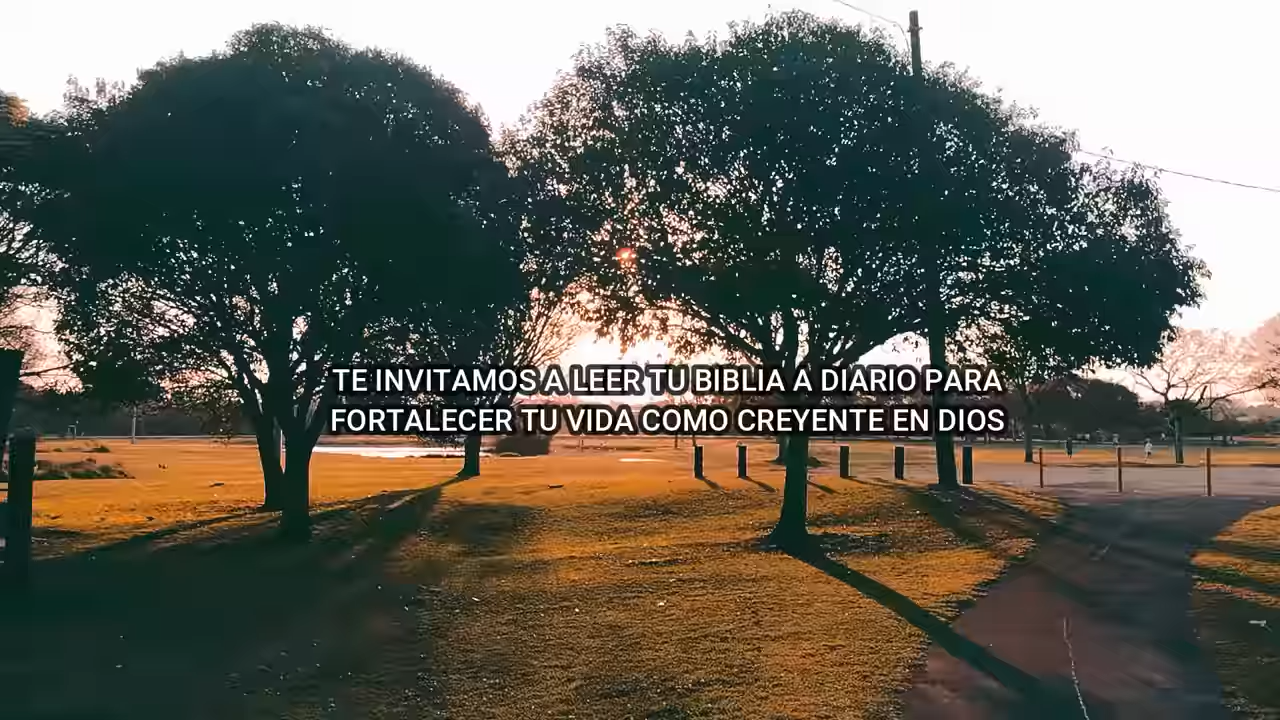 TE INVITAMOS A LEER TU BIBLIA A DIARIO PARA
FORTALECER TU VIDA COMO CREYENTE EN DIOS